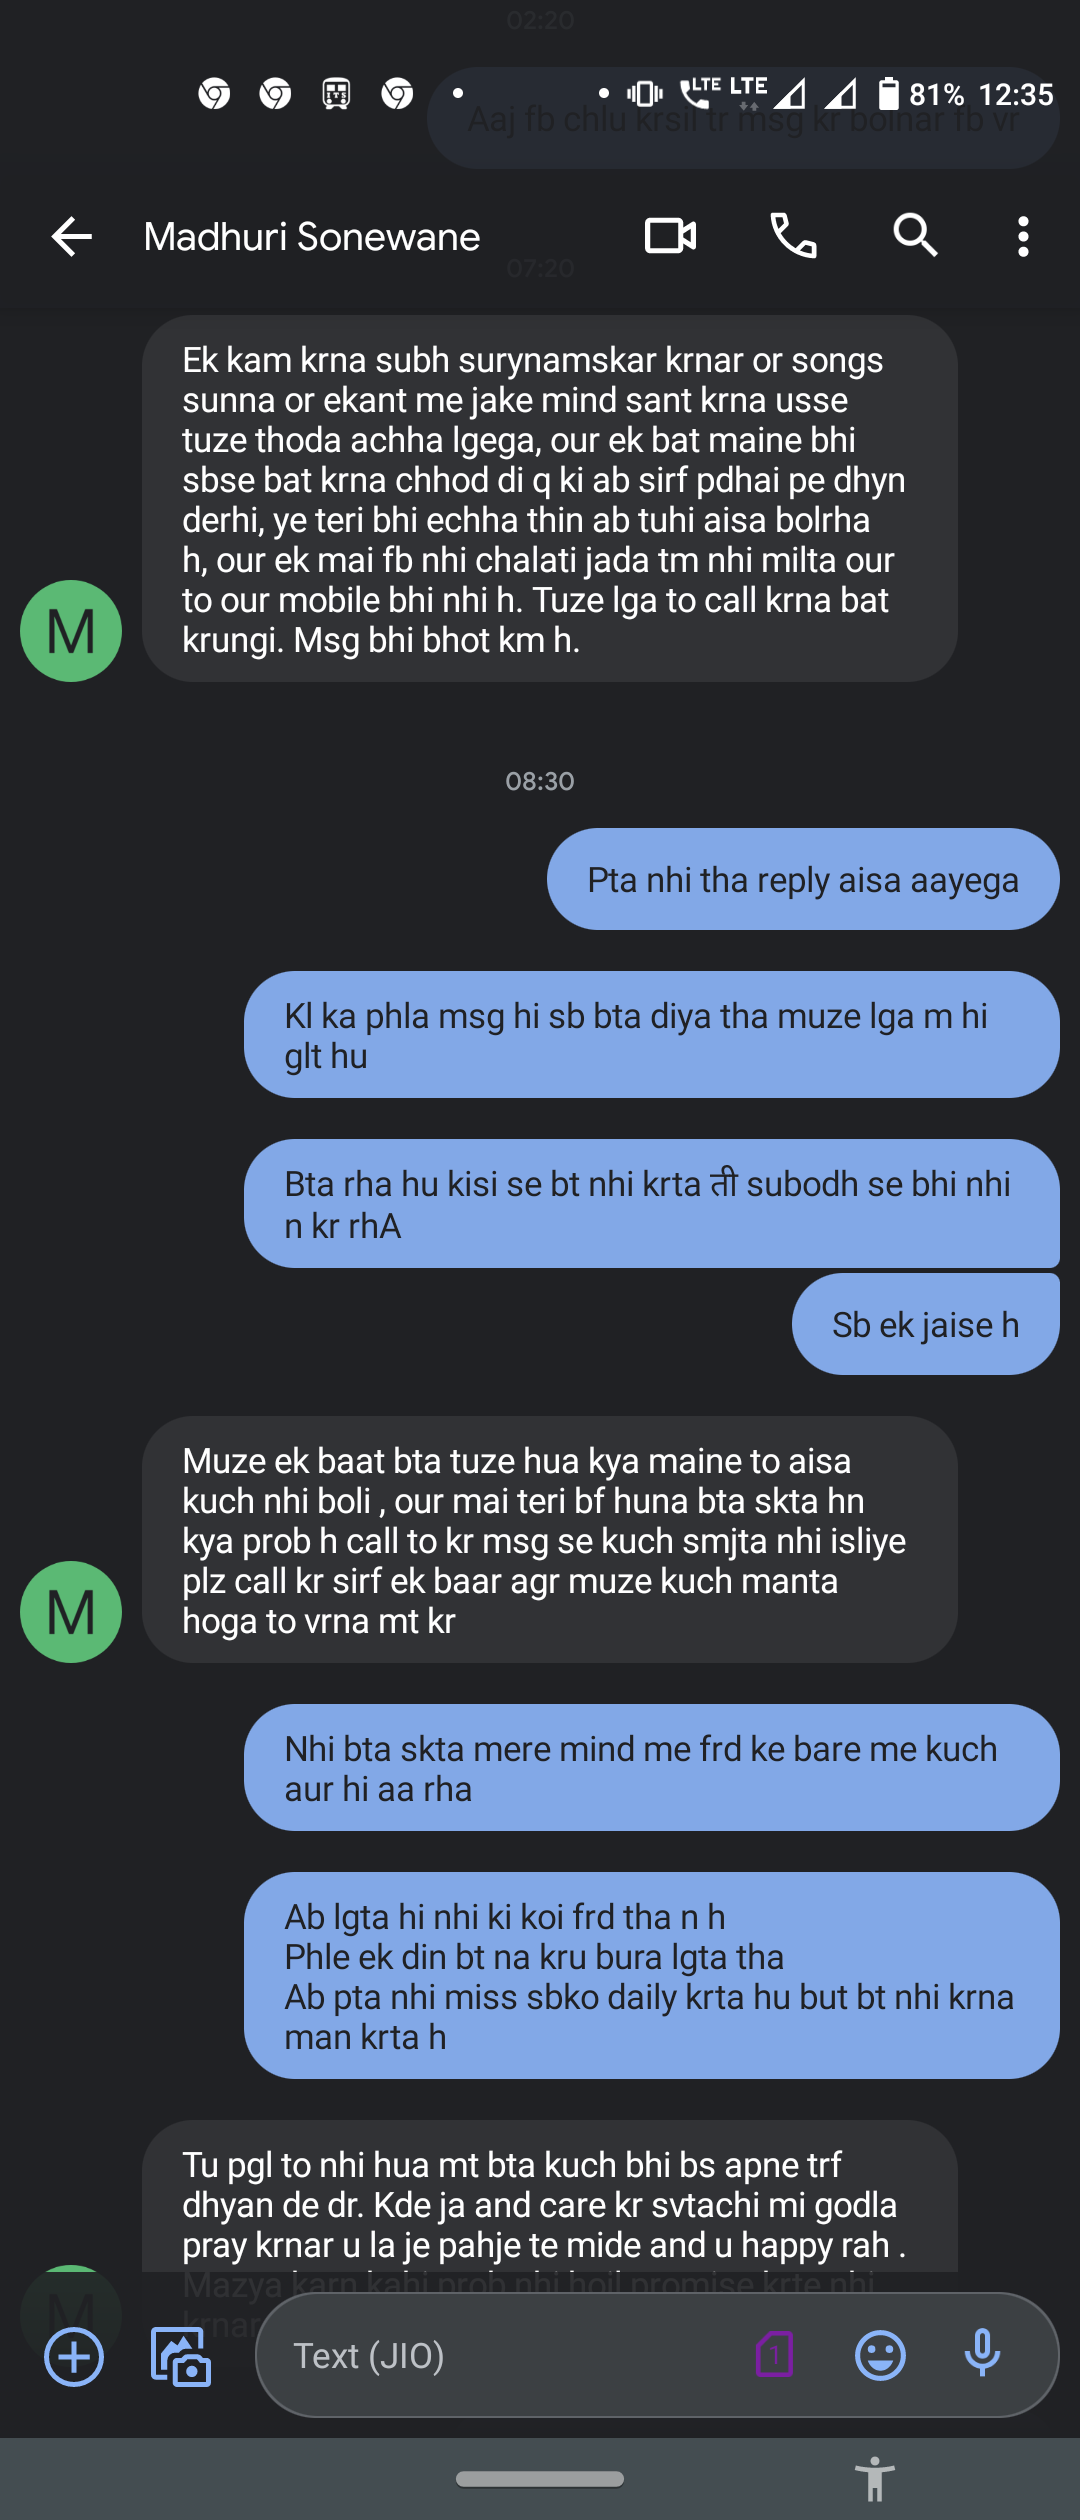 02:20
LTE LTE 81% 12:35
Aaj fb chlu krsil tr msg kr bolnar fb vr
Madhuri Sonewane
07:20
Ek kam krna subh surynamskar krnar or songs
sunna or ekant me jake mind sant krna usse
tuze thoda achha lgega, our ek bat maine bhi
sbse bat krna chhod di q ki ab sirf pdhai pe dhyn
derhi, ye teri bhi echha thin ab tuhi aisa bolrha
h, our ek mai fb nhi chalati jada tm nhi milta our
to our mobile bhi nhi h. Tuze lga to call krna bat
krungi. Msg bhi bhot km h.
M
08:30
Pta nhi tha reply aisa aayega
Kl ka phla msg hi sb bta diya tha muze lga m hi
glt hu
Bta rha hu kisi se bt nhi krta ती subodh se bhi nhi
n kr rhA
Sb ek jaise h
Muze ek baat bta tuze hua kya maine to aisa
kuch nhi boli , our mai teri bf huna bta skta hn
kya prob h call to kr msg se kuch smjta nhi isliye
plz call kr sirf ek baar agr muze kuch manta
hoga to vrna mt kr
M
Nhi bta skta mere mind me frd ke bare me kuch
aur hi aa rha
Ab lgta hi nhi ki koi frd tha n h
Phle ek din bt na kru bura lgta tha
Ab pta nhi miss sbko daily krta hu but bt nhi krna
man krta h
Tu pgl to nhi hua mt bta kuch bhi bs apne trf
dhyan de dr. Kde ja and care kr svtachi mi godla
pray krnar u la je pahje te mide and u happy rah .
Mazya karn kahi prob nhi hoil promise krte nhi
krnar
M
Text (JIO)
1